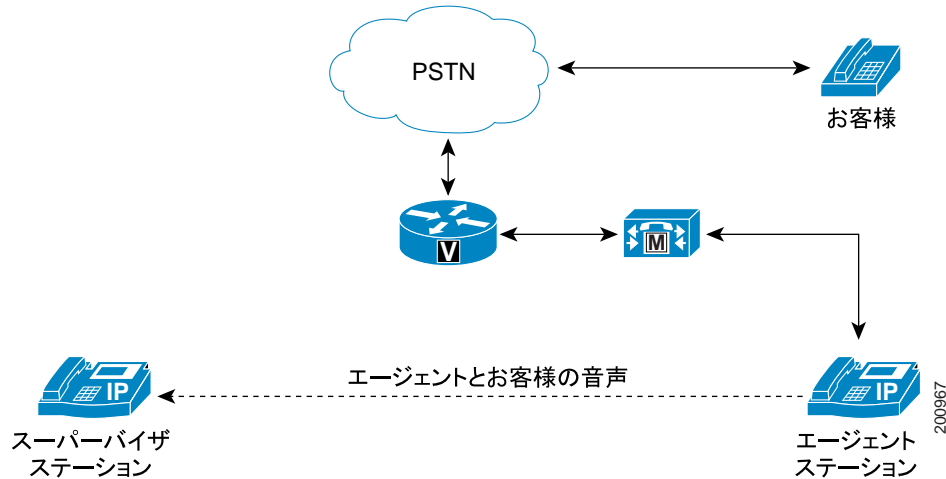 PSTN
お客様
V
M
エージェントとお客様の音声
IP
IP
スーパーバイザ
ステーション
エージェント
ステーション
200967